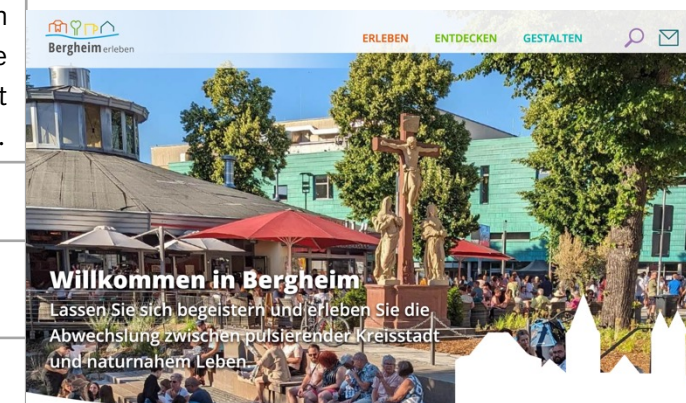 n
e
t
.
Bergheim erleben
ERLEBEN ENTDECKEN GESTALTEN
Willkommen in Bergheim
Lassen Sie sich begeistern und erleben Sie die
Abwechslung zwischen pulsierender Kreisstadt
und naturnahem Leben.